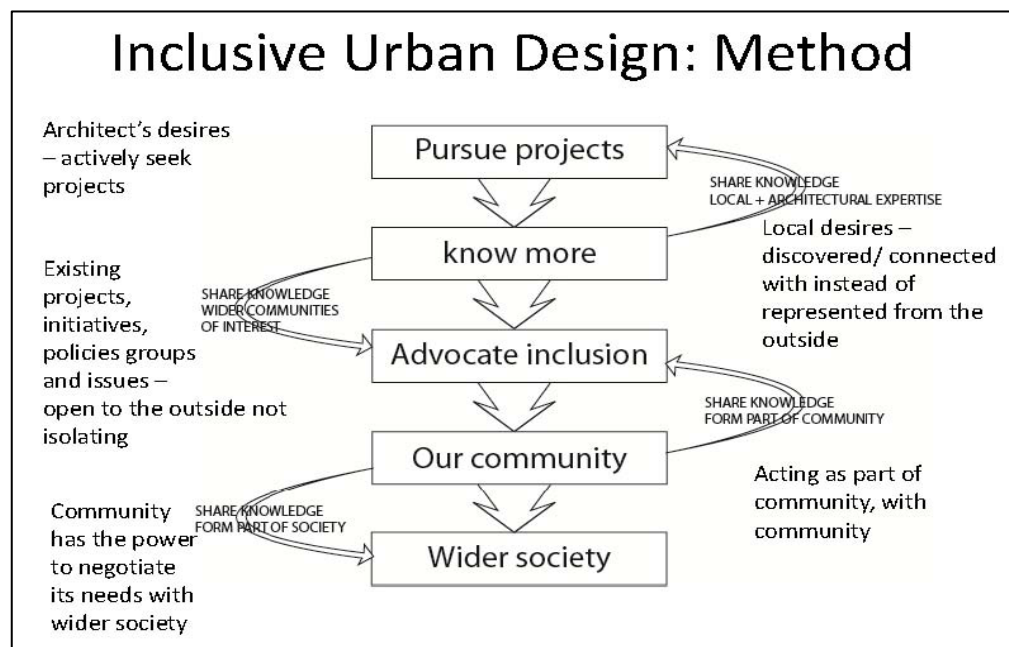 Inclusive Urban Design: Method
Architect's desires
– actively seek
projects
Pursue projects
SHARE KNOWLEDGE
LOCAL + ARCHITECTURAL EXPERTISE
know more
Local desires –
discovered/ connected
with instead of
represented from the
outside
Existing
projects,
initiatives,
policies groups
and issues –
open to the outside not
isolating
SHARE KNOWLEDGE
WIDER COMMUNITIES
OF INTEREST
Advocate inclusion
SHARE KNOWLEDGE
FORM PART OF COMMUNITY
Our community
Acting as part of
community, with
community
Community
has the power
to negotiate
its needs with
wider society
SHARE KNOWLEDGE
FORM PART OF SOCIETY
Wider society